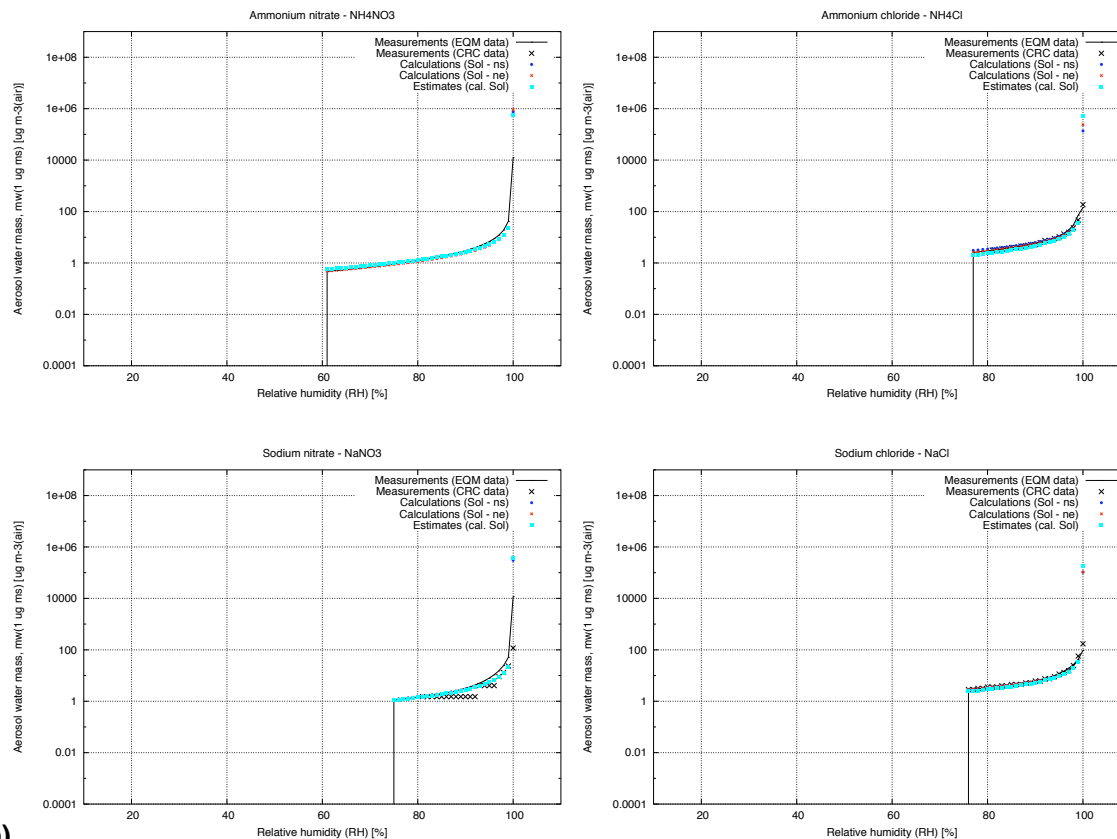 Ammonium nitrate - NH4NO3
Measurements (EQM data)
Measurements (CRC data)
Calculations (Sol - ns)
Calculations (Sol - ne)
Estimates (cal. Sol)
Aerosol water mass, mw(1 ug ms) [ug m-3(air)]
1e+08
1e+06
10000
100
1
0.01
0.0001
20 40 60 80 100
Relative humidity (RH) [%]
Ammonium chloride - NH4Cl
Measurements (EQM data)
Measurements (CRC data)
Calculations (Sol - ns)
Calculations (Sol - ne)
Estimates (cal. Sol)
Aerosol water mass, mw(1 ug ms) [ug m-3(air)]
1e+08
1e+06
10000
100
1
0.01
0.0001
20 40 60 80 100
Relative humidity (RH) [%]
Sodium nitrate - NaNO3
Measurements (EQM data)
Measurements (CRC data)
Calculations (Sol - ns)
Calculations (Sol - ne)
Estimates (cal. Sol)
Aerosol water mass, mw(1 ug ms) [ug m-3(air)]
1e+08
1e+06
10000
100
1
0.01
0.0001
20 40 60 80 100
Relative humidity (RH) [%]
Sodium chloride - NaCl
Measurements (EQM data)
Measurements (CRC data)
Calculations (Sol - ns)
Calculations (Sol - ne)
Estimates (cal. Sol)
Aerosol water mass, mw(1 ug ms) [ug m-3(air)]
1e+08
1e+06
10000
100
1
0.01
0.0001
20 40 60 80 100
Relative humidity (RH) [%]